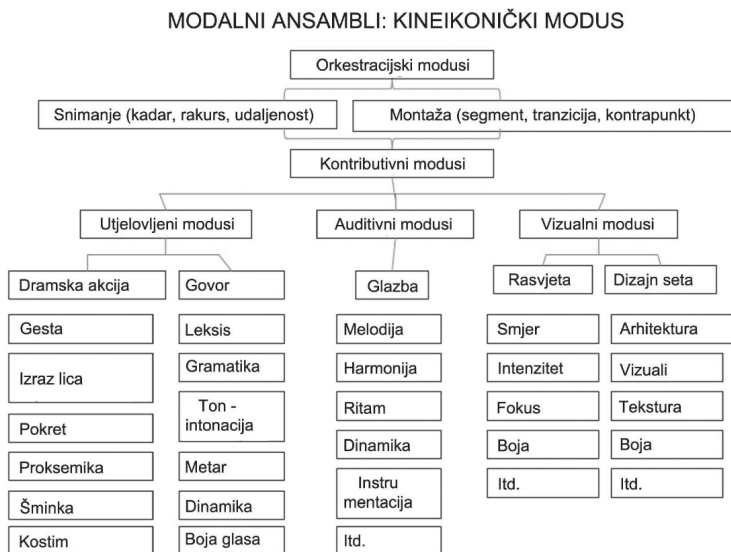 MODALNI ANSAMBLI: KINEIKONIČKI MODUS
Orkestracijski modusi
Snimanje (kadar, rakurs, udaljenost)
Montaža (segment, tranzicija, kontrapunkt)
Kontributivni modusi
Utjelovljeni modusi
Auditivni modusi
Vizualni modusi
Dramska akcija
Govor
Glazba
Rasvjeta
Dizajn seta
Gesta
Izraz lica
Pokret
Proksemika
Šminka
Kostim
Leksis
Gramatika
Ton -
intonacija
Metar
Dinamika
Boja glasa
Melodija
Harmonija
Ritam
Dinamika
Instru
mentacija
Itd.
Smjer
Intenzitet
Fokus
Boja
Itd.
Arhitektura
Vizuali
Tekstura
Boja
Itd.